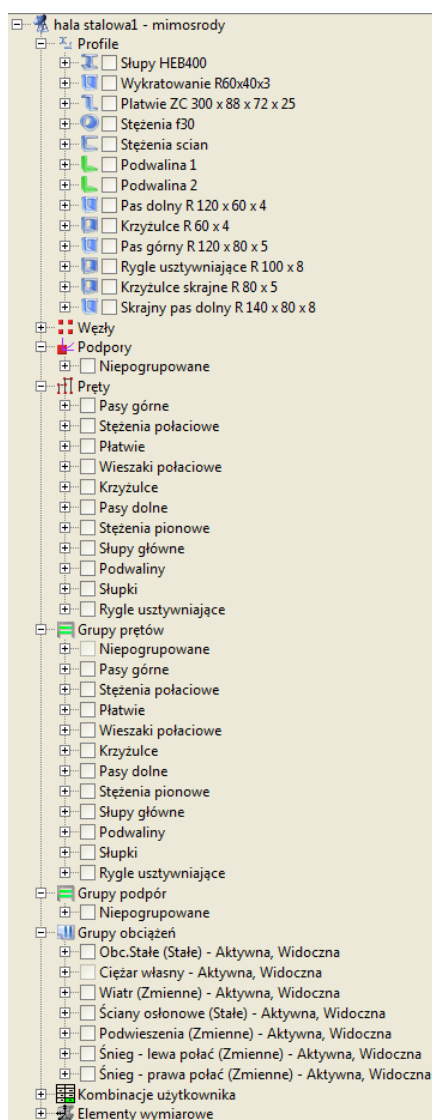 hala stalowa1 - mimosrody
Profile
Słupy HEB400
Wykratowanie R60x40x3
Platwie ZC 300 x 88 x 72 x 25
Stężenia f30
Stężenia scian
Podwalina 1
Podwalina 2
Pas dolny R 120 x 60 x 4
Krzyżulce R 60 x 4
Pas górny R 120 x 80 x 5
Rygle usztywniające R 100 x 8
Krzyżulce skrajne R 80 x 5
Skrajny pas dolny R 140 x 80 x 8
Węzły
Podpory
Niepogrupowane
Pręty
Pasy górne
Stężenia połaciowe
Płatwie
Wieszaki połaciowe
Krzyżulce
Pasy dolne
Stężenia pionowe
Słupy główne
Podwaliny
Słupki
Rygle usztywniające
Grupy prętów
Niepogrupowane
Pasy górne
Stężenia połaciowe
Płatwie
Wieszaki połaciowe
Krzyżulce
Pasy dolne
Stężenia pionowe
Słupy główne
Podwaliny
Słupki
Rygle usztywniające
Grupy podpór
Niepogrupowane
Grupy obciążeń
Obc.Stałe (Stałe) - Aktywna, Widoczna
Ciężar własny - Aktywna, Widoczna
Wiatr (Zmienne) - Aktywna, Widoczna
Ściany osłonowe (Stałe) - Aktywna, Widoczna
Podwieszenia (Zmienne) - Aktywna, Widoczna
Śnieg - lewa połać (Zmienne) - Aktywna, Widoczna
Śnieg - prawa połać (Zmienne) - Aktywna, Widoczna
Kombinacje użytkownika
Elementy wymiarowe